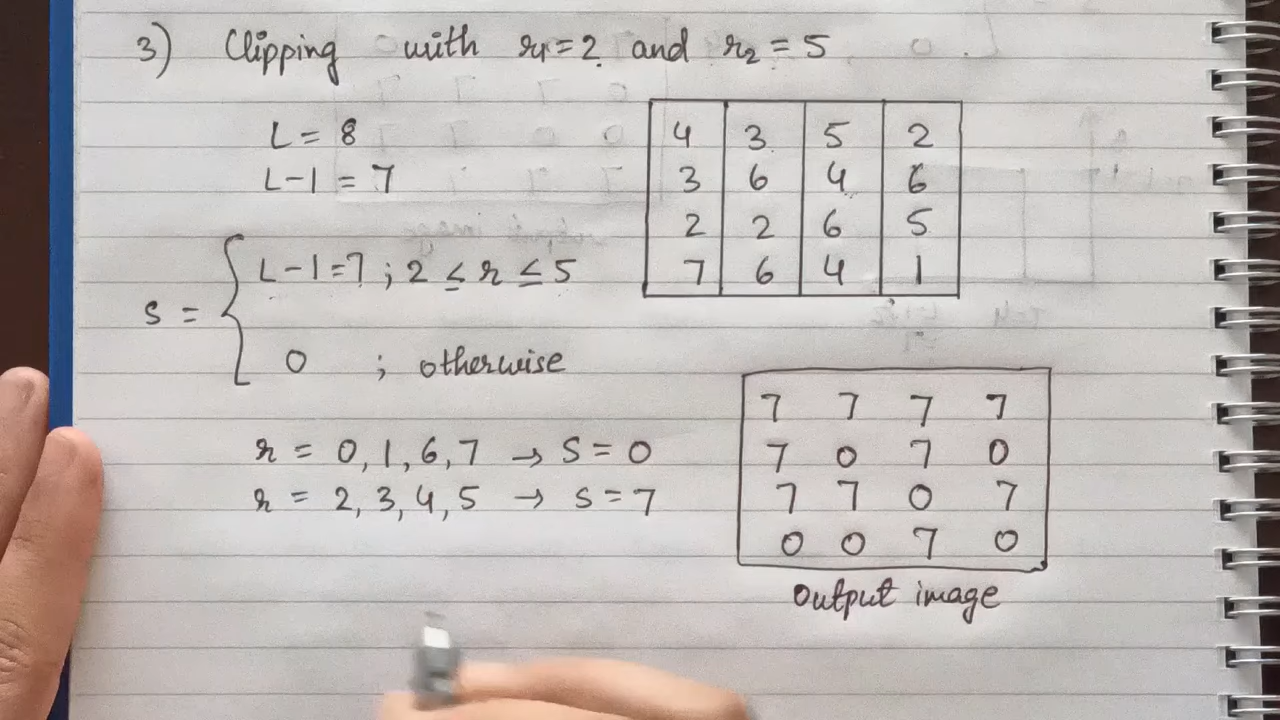 3) Clipping with r1=2 and r2 = 5
L = 8
L-1 = 7
4 3 5 2
3 6 4 6
2 2 6 5
7 6 4 1
s = { L-1=7 ; 2 ≤ r ≤ 5
0 ; otherwise
r = 0, 1, 6, 7 → S = 0
r = 2, 3, 4, 5 → S = 7
7 7 7 7
7 0 7 0
7 7 0 7
0 0 7 0
Output image